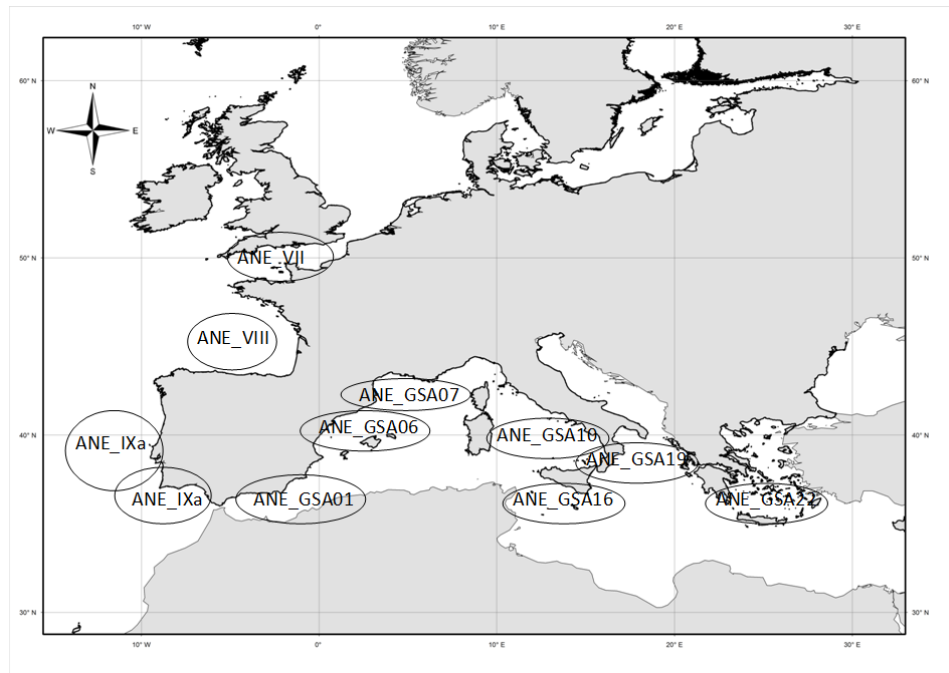 10° W 0° 10° E 20° E 30° E
N
W E
S
60° N 60° N
ANE_VII
50° N 50° N
ANE_VIII
ANE_GSA07
ANE_GSA06
ANE_GSA10
40° N 40° N
ANE_IXa
ANE_GSA19
ANE_IXa
ANE_GSA01
ANE_GSA16
ANE_GSA22
30° N 30° N
10° W 0° 10° E 20° E 30° E